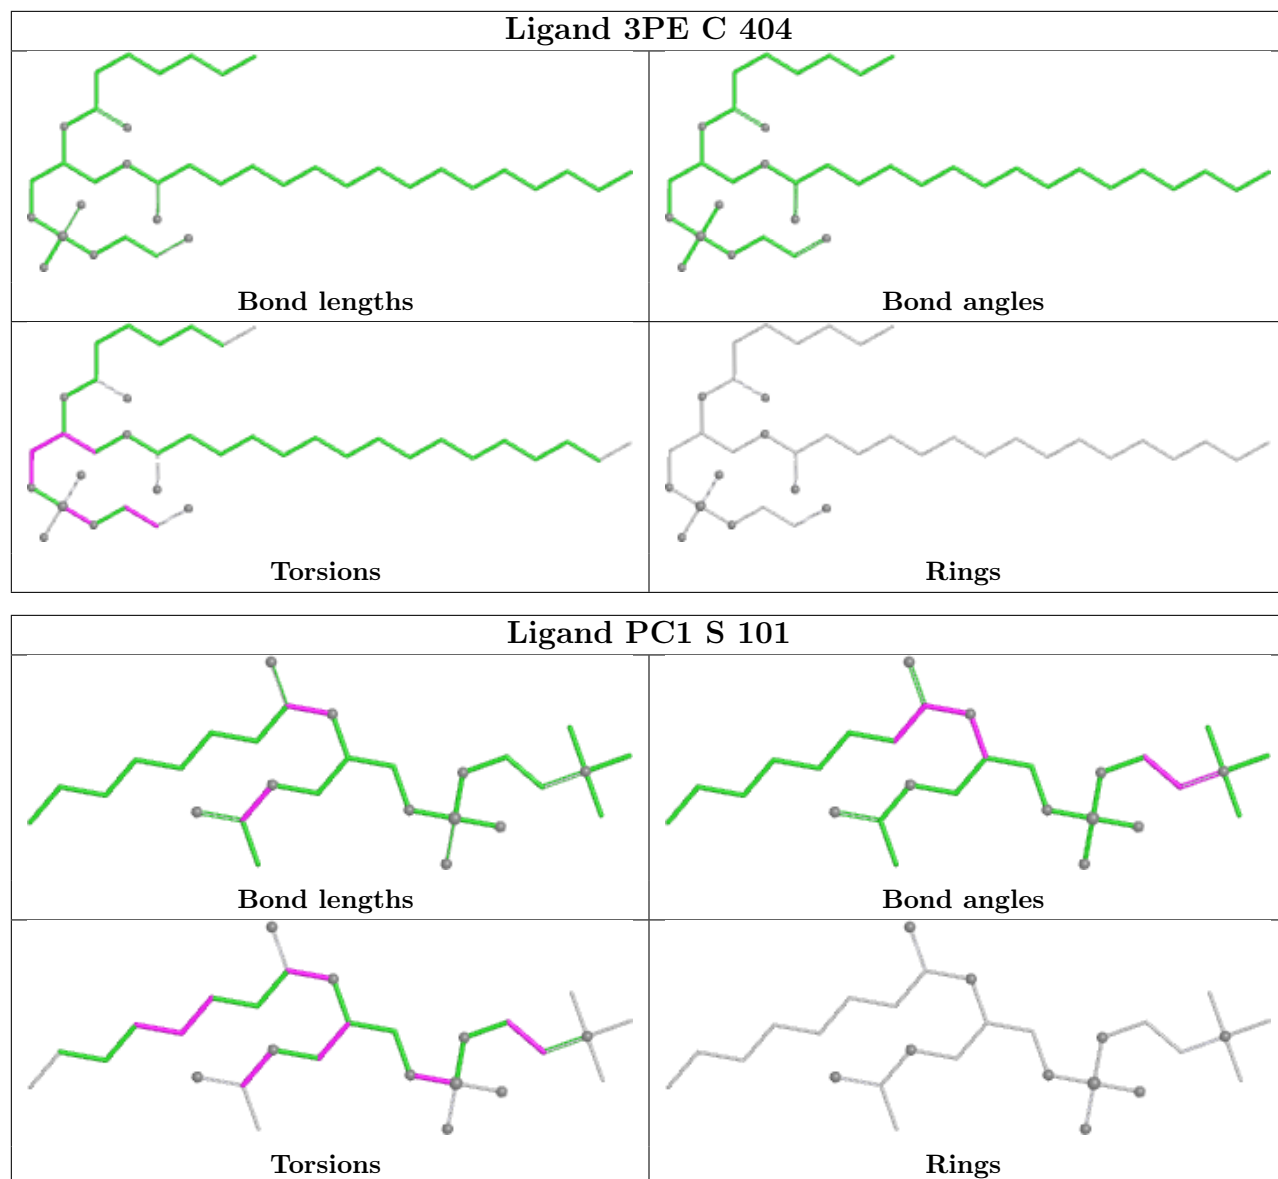 Ligand 3PE C 404
Bond lengths
Bond angles
Torsions
Rings
Ligand PC1 S 101
Bond lengths
Bond angles
Torsions
Rings